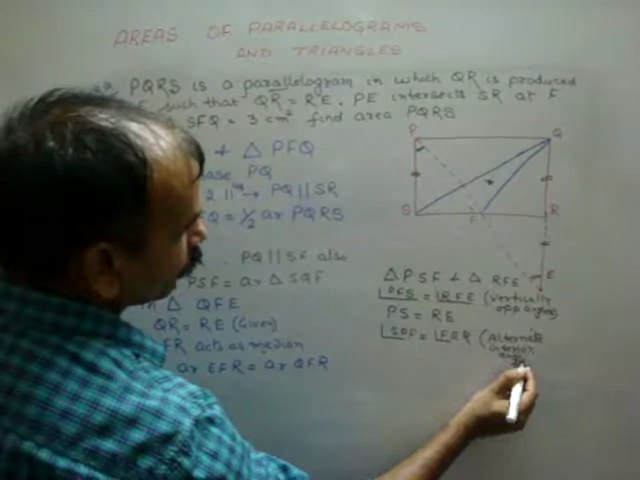 AREAS OF PARALLELOGRAMS
AND TRIANGLES
PQRS is a parallelogram in which QR is produced
such that QR = RE. PE intersects SR at F
SFQ = 3 cm² find area PQRS
P
Q
+ △ PFQ
ase PQ
PQ || SR
= 1/2 ar PQRS
S
F
R
E
PQ || SF also
PSF = ar △ SQF
△ QFE
QR = RE (Given)
FR acts as median
ar EFR = ar QFR
△ PSF + △ RFE
∠PFS = ∠RFE (vertically
opp angles)
PS = RE
∠SPF = ∠FER (Alternate